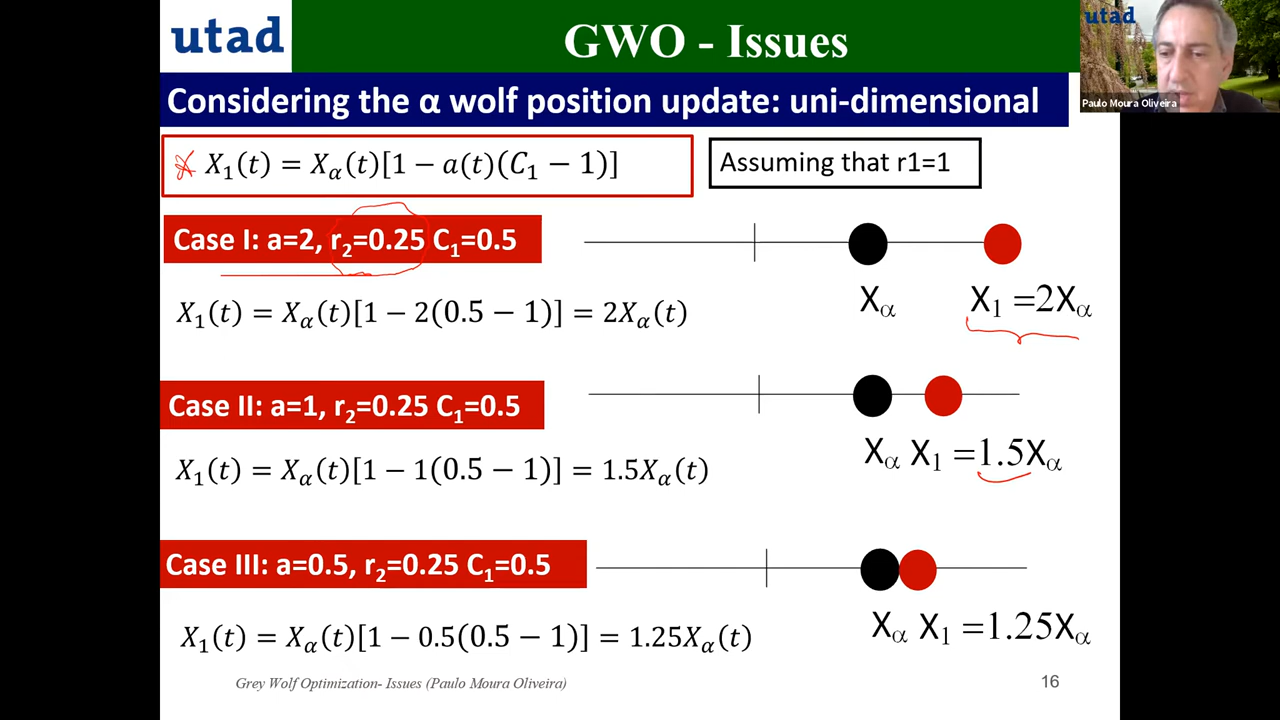 utad
GWO - Issues
utad
Paulo Moura Oliveira
Considering the α wolf position update: uni-dimensional
X₁(t) = Xα(t)[1 − a(t)(C₁ − 1)]
Assuming that r1=1
Case I: a=2, r₂=0.25 C₁=0.5
X₁(t) = Xα(t)[1 − 2(0.5 − 1)] = 2Xα(t)
Xα X₁ =2Xα
Case II: a=1, r₂=0.25 C₁=0.5
X₁(t) = Xα(t)[1 − 1(0.5 − 1)] = 1.5Xα(t)
Xα X₁ =1.5Xα
Case III: a=0.5, r₂=0.25 C₁=0.5
X₁(t) = Xα(t)[1 − 0.5(0.5 − 1)] = 1.25Xα(t)
Xα X₁ =1.25Xα
Grey Wolf Optimization- Issues (Paulo Moura Oliveira)
16